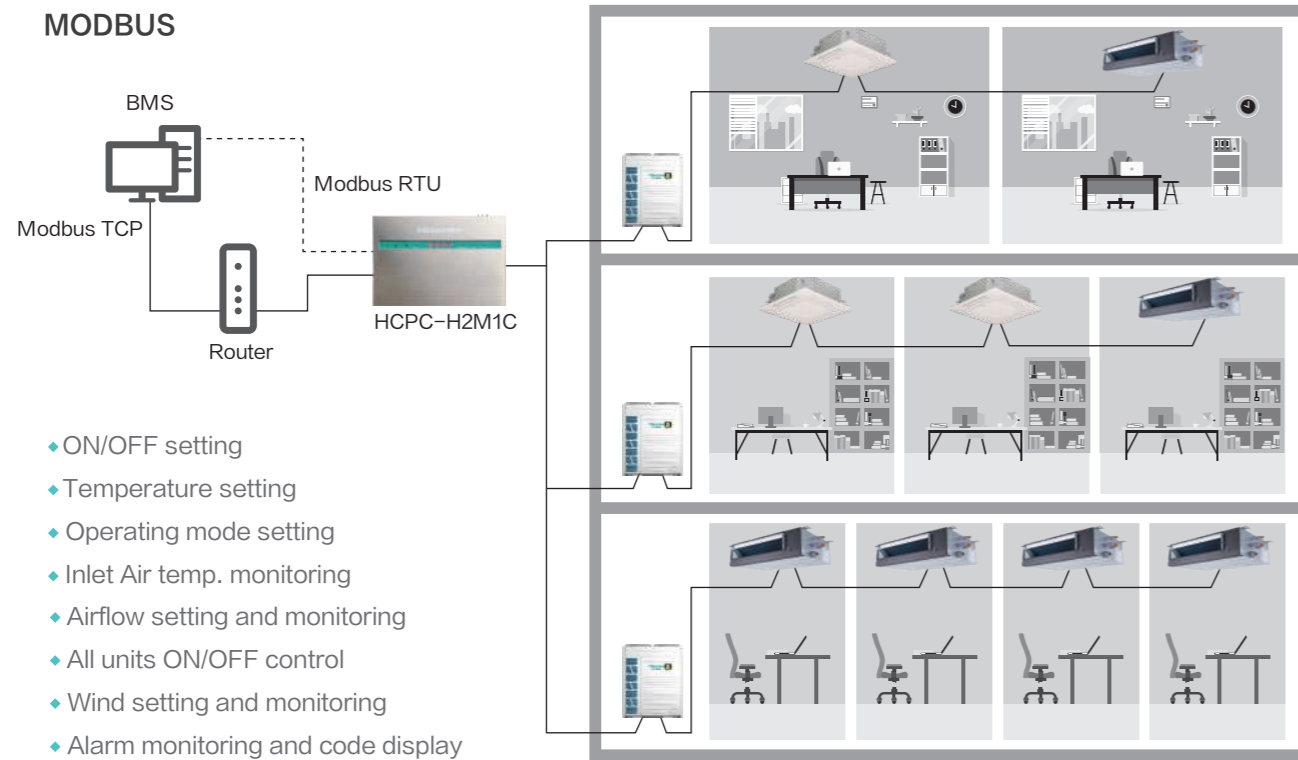 MODBUS
BMS
Modbus RTU
Modbus TCP
HCPC-H2M1C
Router
ON/OFF setting
Temperature setting
Operating mode setting
Inlet Air temp. monitoring
Airflow setting and monitoring
All units ON/OFF control
Wind setting and monitoring
Alarm monitoring and code display